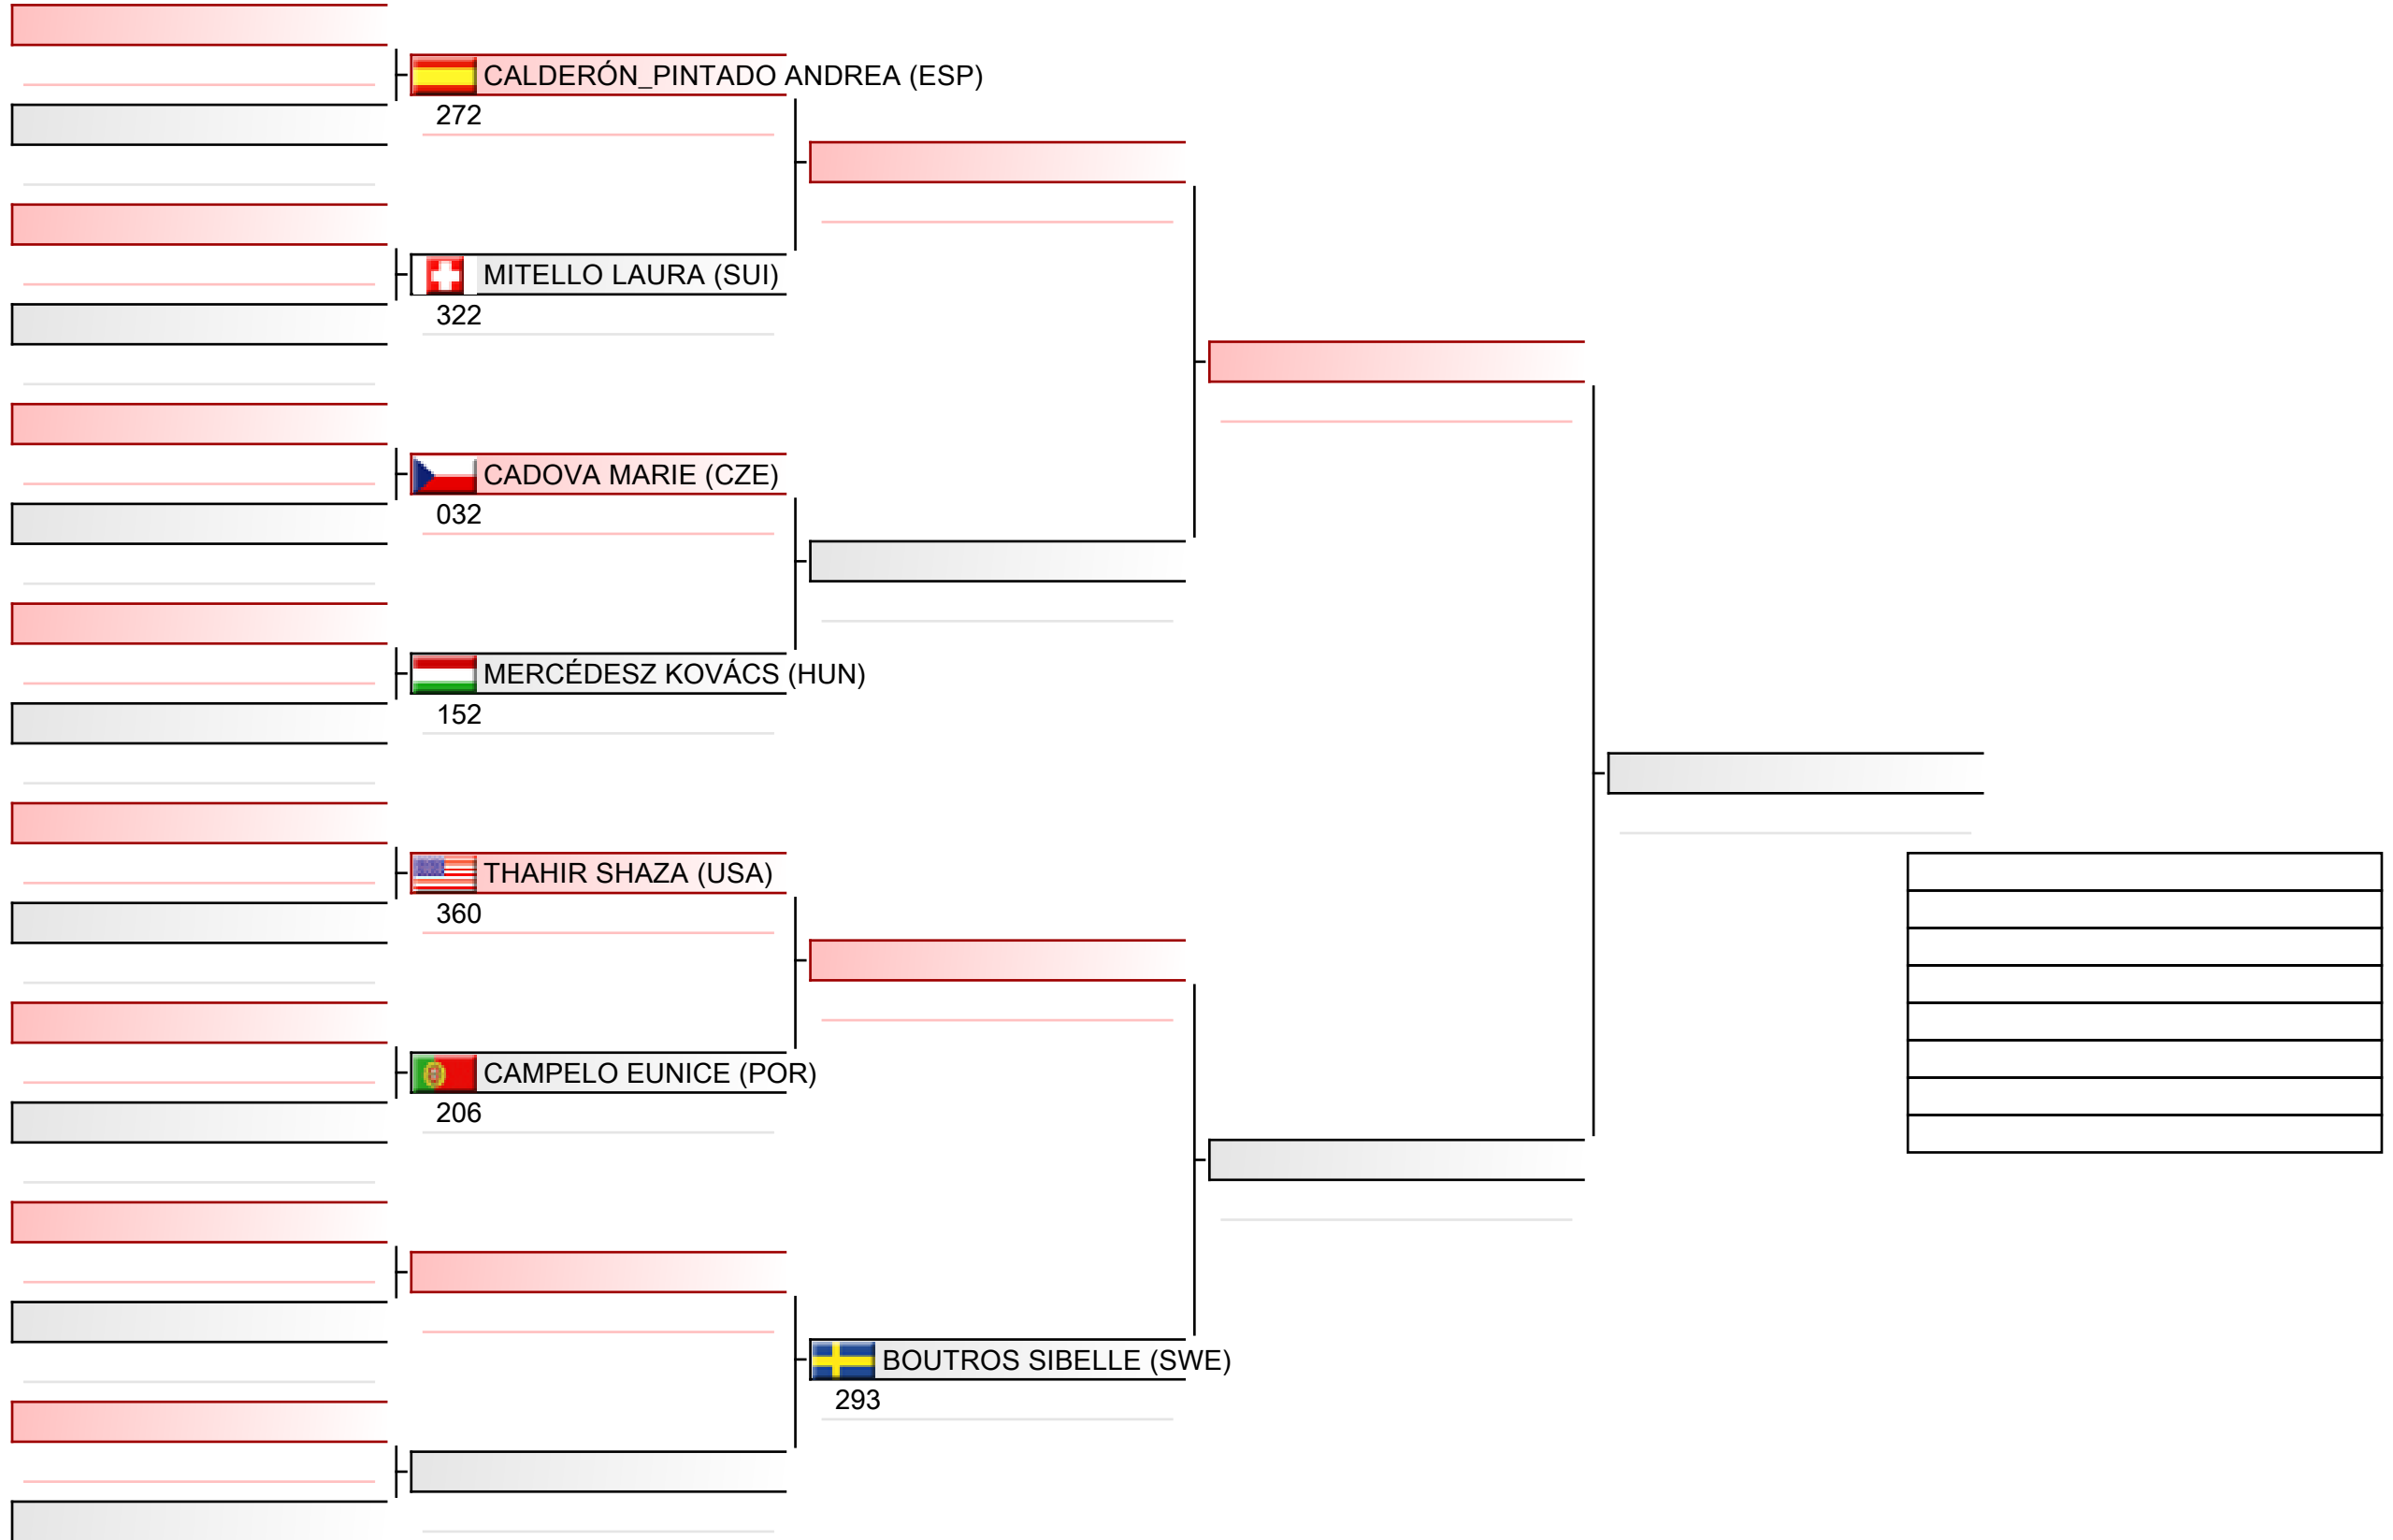 CALDERÓN_PINTADO ANDREA (ESP)
272
MITELLO LAURA (SUI)
322
CADOVA MARIE (CZE)
032
MERCÉDESZ KOVÁCS (HUN)
152
THAHIR SHAZA (USA)
360
CAMPELO EUNICE (POR)
206
BOUTROS SIBELLE (SWE)
293